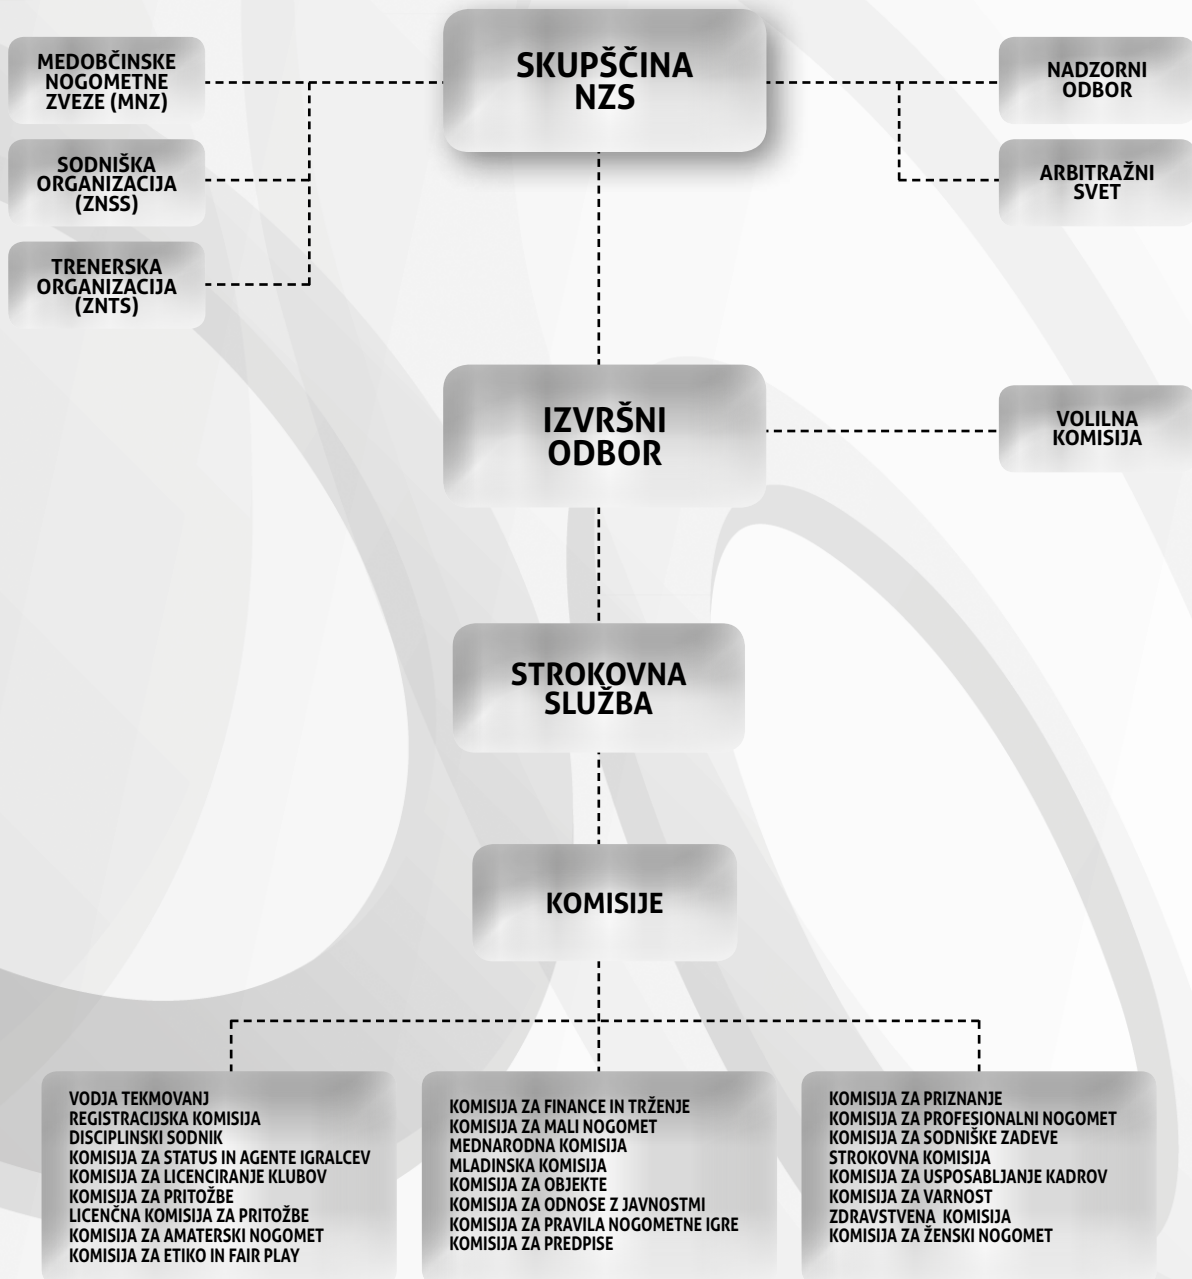 MEDOBČINSKE
NOGOMETNE
ZVEZE (MNZ)
SODNIŠKA
ORGANIZACIJA
(ZNSS)
TRENERSKA
ORGANIZACIJA
(ZNTS)
SKUPŠČINA
NZS
NADZORNI
ODBOR
ARBITRAŽNI
SVET
IZVRŠNI
ODBOR
VOLILNA
KOMISIJA
STROKOVNA
SLUŽBA
KOMISIJE
VODJA TEKMOVANJ
REGISTRACIJSKA KOMISIJA
DISCIPLINSKI SODNIK
KOMISIJA ZA STATUS IN AGENTE IGRALCEV
KOMISIJA ZA LICENCIRANJE KLUBOV
KOMISIJA ZA PRITOŽBE
LICENČNA KOMISIJA ZA PRITOŽBE
KOMISIJA ZA AMATERSKI NOGOMET
KOMISIJA ZA ETIKO IN FAIR PLAY
KOMISIJA ZA FINANCE IN TRŽENJE
KOMISIJA ZA MALI NOGOMET
MEDNARODNA KOMISIJA
MLADINSKA KOMISIJA
KOMISIJA ZA OBJEKTE
KOMISIJA ZA ODNOSE Z JAVNOSTMI
KOMISIJA ZA PRAVILA NOGOMETNE IGRE
KOMISIJA ZA PREDPISE
KOMISIJA ZA PRIZNANJE
KOMISIJA ZA PROFESIONALNI NOGOMET
KOMISIJA ZA SODNIŠKE ZADEVE
STROKOVNA KOMISIJA
KOMISIJA ZA USPOSABLJANJE KADROV
KOMISIJA ZA VARNOST
ZDRAVSTVENA KOMISIJA
KOMISIJA ZA ŽENSKI NOGOMET